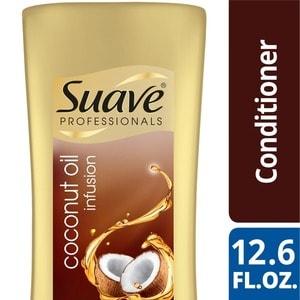 Suave
PROFESSIONALS
coconut oil
infusion
Conditioner
12.6
FL.OZ.